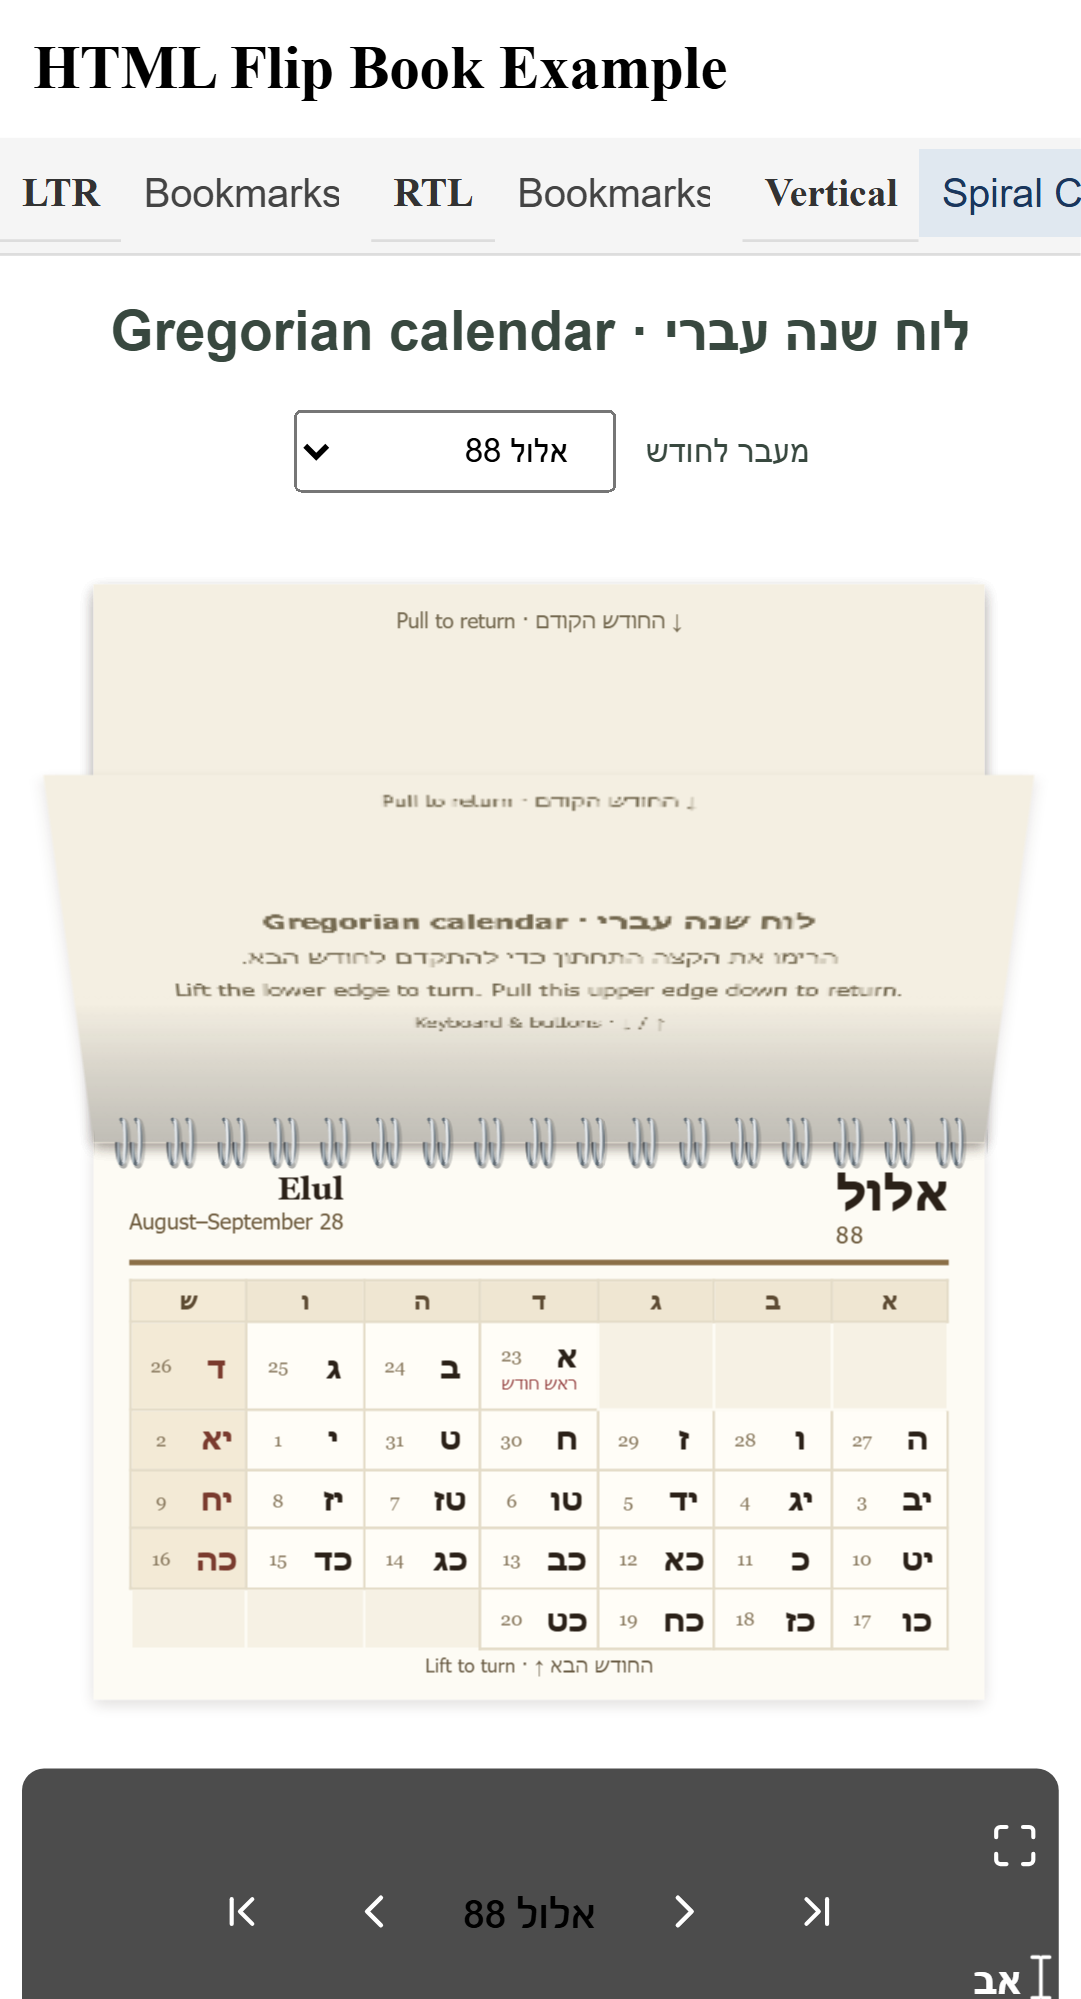 HTML Flip Book Example
LTR Bookmarks RTL Bookmarks Vertical Spiral C
Gregorian calendar · לוח שנה עברי
מעבר לחודש אלול 88
Pull to return · החודש הקודם ↓
Pull to return · החודש הקודם ↓
Gregorian calendar · לוח שנה עברי
הרימו את הקצה התחתון כדי להתקדם לחודש הבא.
Lift the lower edge to turn. Pull this upper edge down to return.
Keyboard & buttons · ↓ / ↑
אלול Elul
88 August–September 28
א ב ג ד ה ו ש
א 23 ב 24 ג 25 ד 26
ראש חודש
ה 27 ו 28 ז 29 ח 30 ט 31 י 1 יא 2
יב 3 יג 4 יד 5 טו 6 טז 7 יז 8 יח 9
יט 10 כ 11 כא 12 כב 13 כג 14 כד 15 כה 16
כו 17 כז 18 כח 19 כט 20
Lift to turn · החודש הבא ↑
אלול 88
אב